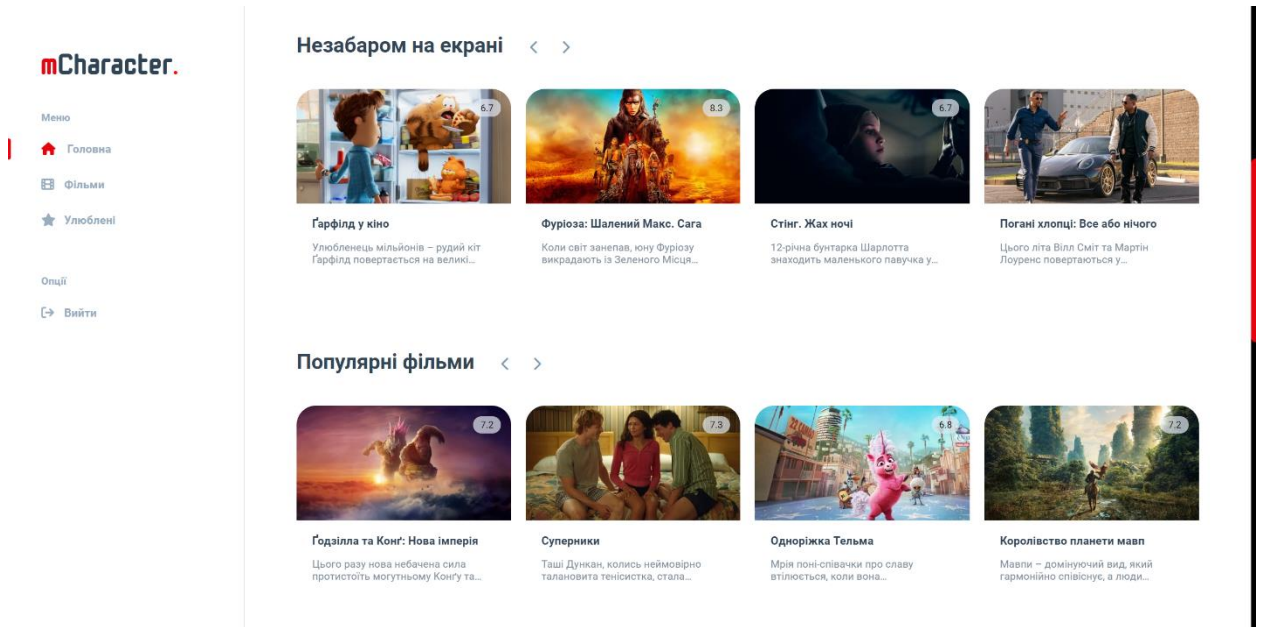 mCharacter.
Меню
Головна
Фільми
Улюблені
Опції
Вийти
Незабаром на екрані
6.7
8.3
6.7
Ґарфілд у кіно
Улюбленець мільйонів – рудий кіт
Ґарфілд повертається на великі...
Фуріоза: Шалений Макс. Сага
Коли світ занепав, юну Фуріозу
викрадають із Зеленого Місця...
Стінг. Жах ночі
12-річна бунтарка Шарлотта
знаходить маленького павучка у...
Погані хлопці: Все або нічого
Цього літа Вілл Сміт та Мартін
Лоуренс повертаються у...
Популярні фільми
7.2
7.3
6.8
7.2
Ґодзілла та Конґ: Нова імперія
Цього разу нова небачена сила
протистоїть могутньому Конґу та...
Суперники
Таші Дункан, колись неймовірно
талановита тенісистка, стала...
Одноріжка Тельма
Мрія поні-співачки про славу
втілюється, коли вона...
Королівство планети мавп
Мавпи – домінуючий вид, який
гармонійно співіснує, а люди...